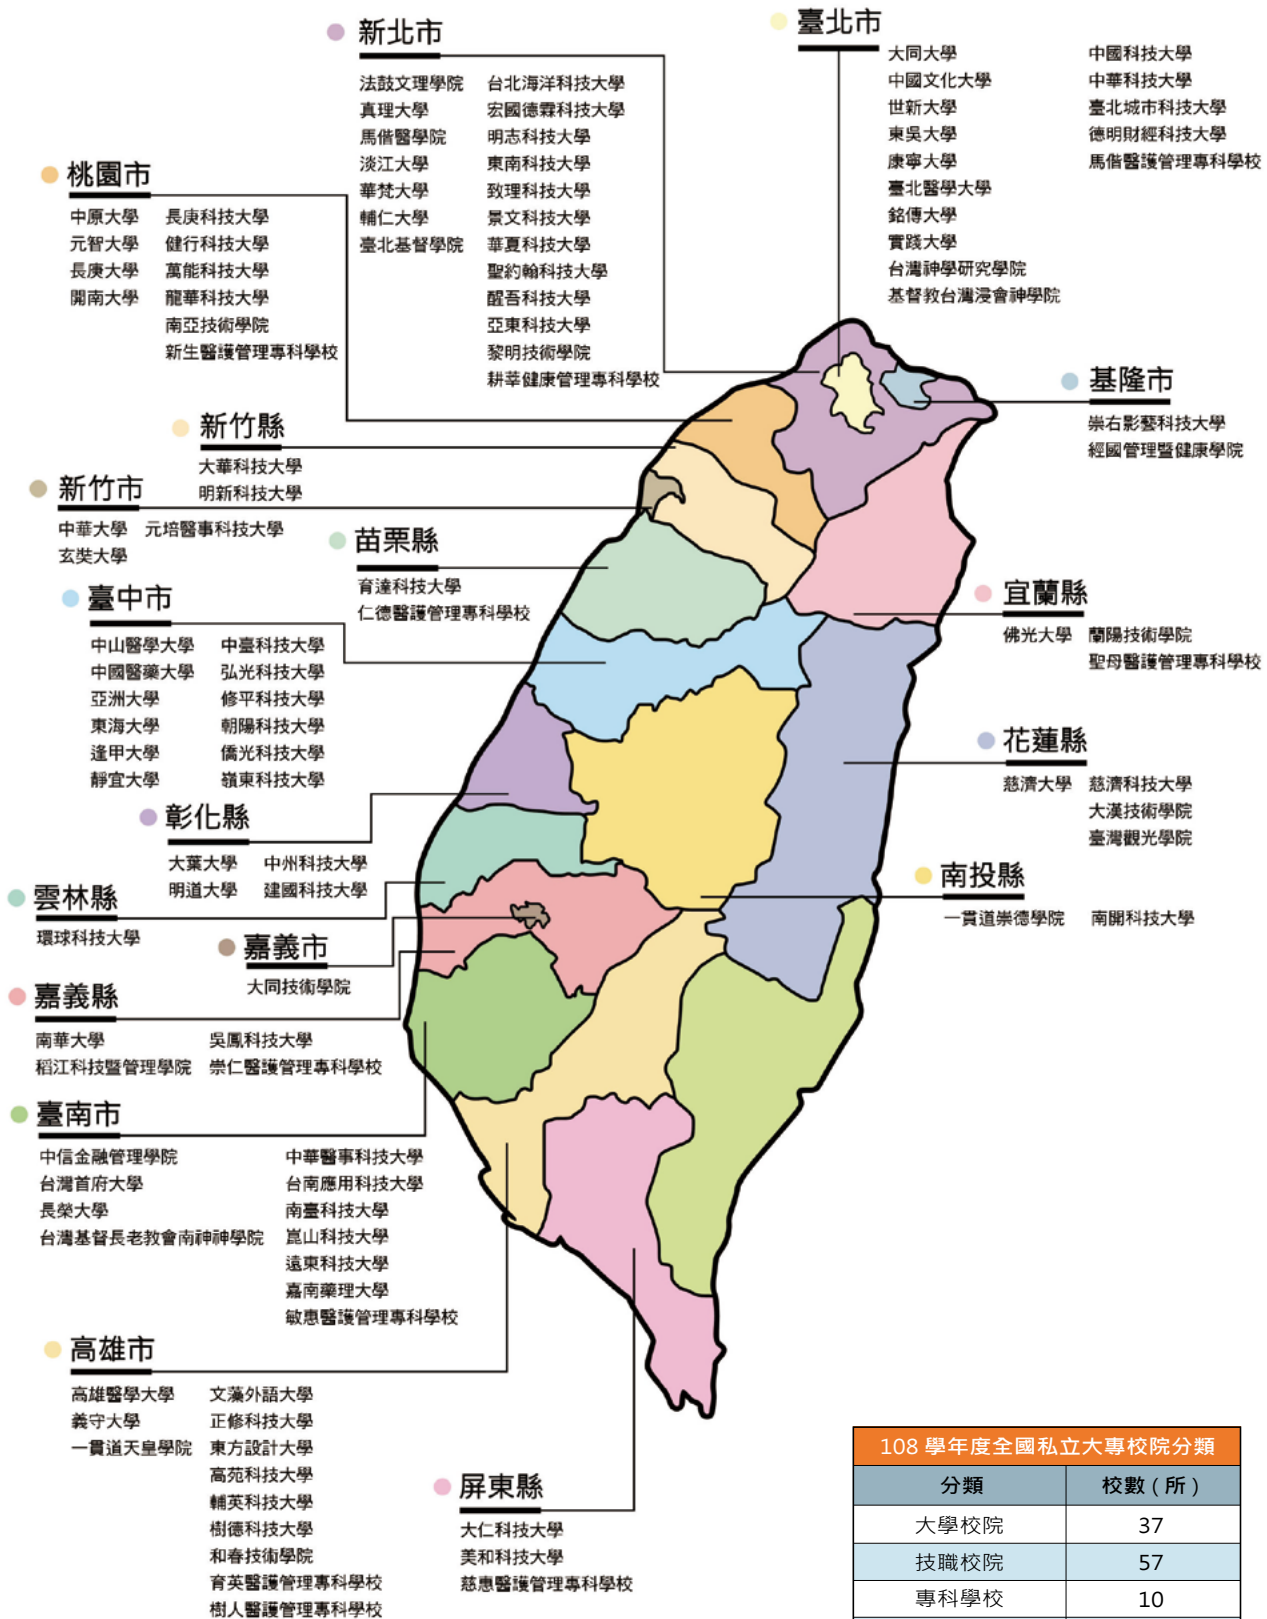 新北市
法鼓文理學院 台北海洋科技大學
真理大學 宏國德霖科技大學
馬偕醫學院 明志科技大學
淡江大學 東南科技大學
華梵大學 致理科技大學
輔仁大學 景文科技大學
臺北基督學院 華夏科技大學
聖約翰科技大學
醒吾科技大學
亞東科技大學
黎明技術學院
耕莘健康管理專科學校
臺北市
大同大學 中國科技大學
中國文化大學 中華科技大學
世新大學 臺北城市科技大學
東吳大學 德明財經科技大學
康寧大學 馬偕醫護管理專科學校
臺北醫學大學
銘傳大學
實踐大學
台灣神學研究學院
基督教台灣浸會神學院
桃園市
中原大學 長庚科技大學
元智大學 健行科技大學
長庚大學 萬能科技大學
開南大學 龍華科技大學
南亞技術學院
新生醫護管理專科學校
基隆市
崇右影藝科技大學
經國管理暨健康學院
新竹縣
大華科技大學
明新科技大學
新竹市
中華大學 元培醫事科技大學
玄奘大學
苗栗縣
育達科技大學
仁德醫護管理專科學校
臺中市
中山醫學大學 中臺科技大學
中國醫藥大學 弘光科技大學
亞洲大學 修平科技大學
東海大學 朝陽科技大學
逢甲大學 僑光科技大學
靜宜大學 嶺東科技大學
宜蘭縣
佛光大學 蘭陽技術學院
聖母醫護管理專科學校
花蓮縣
慈濟大學 慈濟科技大學
大漢技術學院
臺灣觀光學院
彰化縣
大葉大學 中州科技大學
明道大學 建國科技大學
南投縣
一貫道崇德學院 南開科技大學
雲林縣
環球科技大學
嘉義市
大同技術學院
嘉義縣
南華大學 吳鳳科技大學
稻江科技暨管理學院 崇仁醫護管理專科學校
臺南市
中信金融管理學院 中華醫事科技大學
台灣首府大學 台南應用科技大學
長榮大學 南臺科技大學
台灣基督長老教會南神神學院 崑山科技大學
遠東科技大學
嘉南藥理大學
敏惠醫護管理專科學校
高雄市
高雄醫學大學 文藻外語大學
義守大學 正修科技大學
一貫道天皇學院 東方設計大學
高苑科技大學
輔英科技大學
樹德科技大學
和春技術學院
育英醫護管理專科學校
樹人醫護管理專科學校
屏東縣
大仁科技大學
美和科技大學
慈惠醫護管理專科學校
108 學年度全國私立大專校院分類
分類 校數 ( 所 )
大學校院 37
技職校院 57
專科學校 10